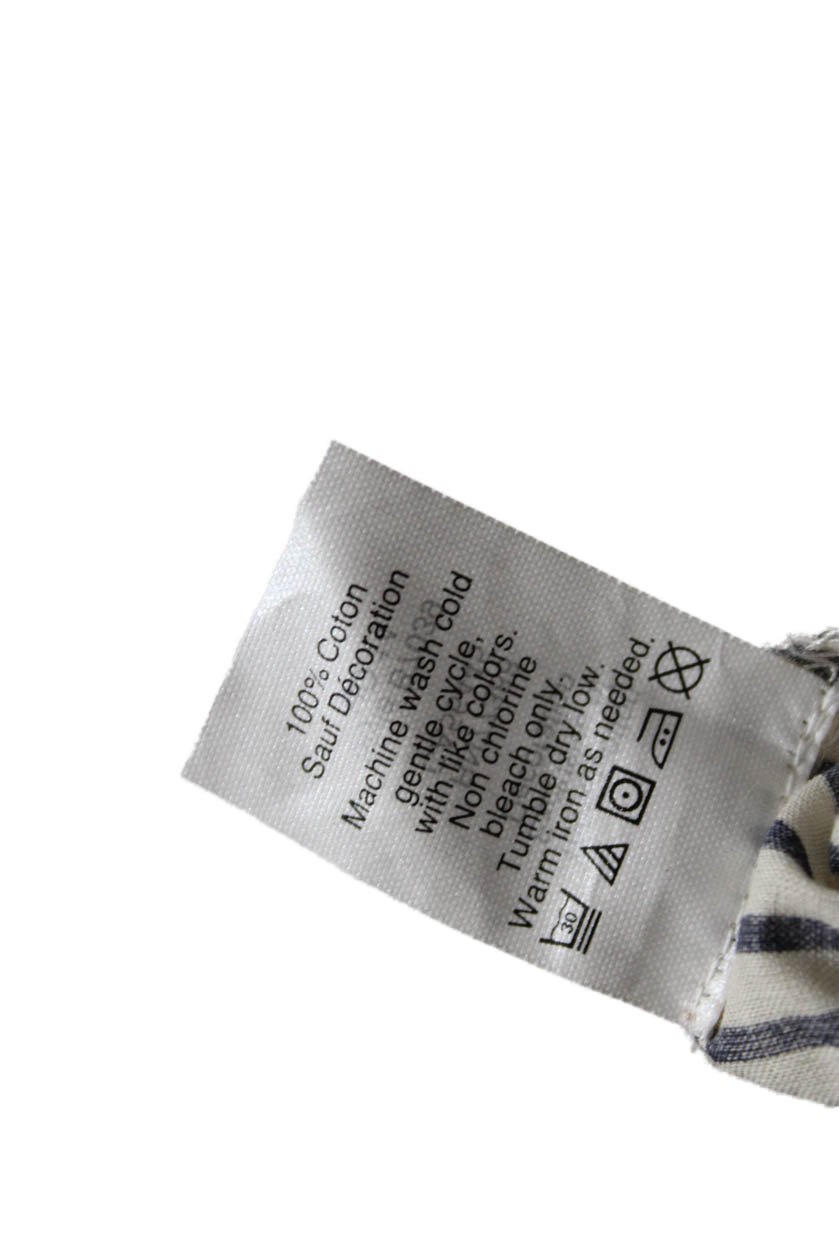 100% Coton
Sauf Décoration
Machine wash cold
gentle cycle,
with like colors.
Non chlorine
bleach only.
Tumble dry low.
Warm iron as needed.
30